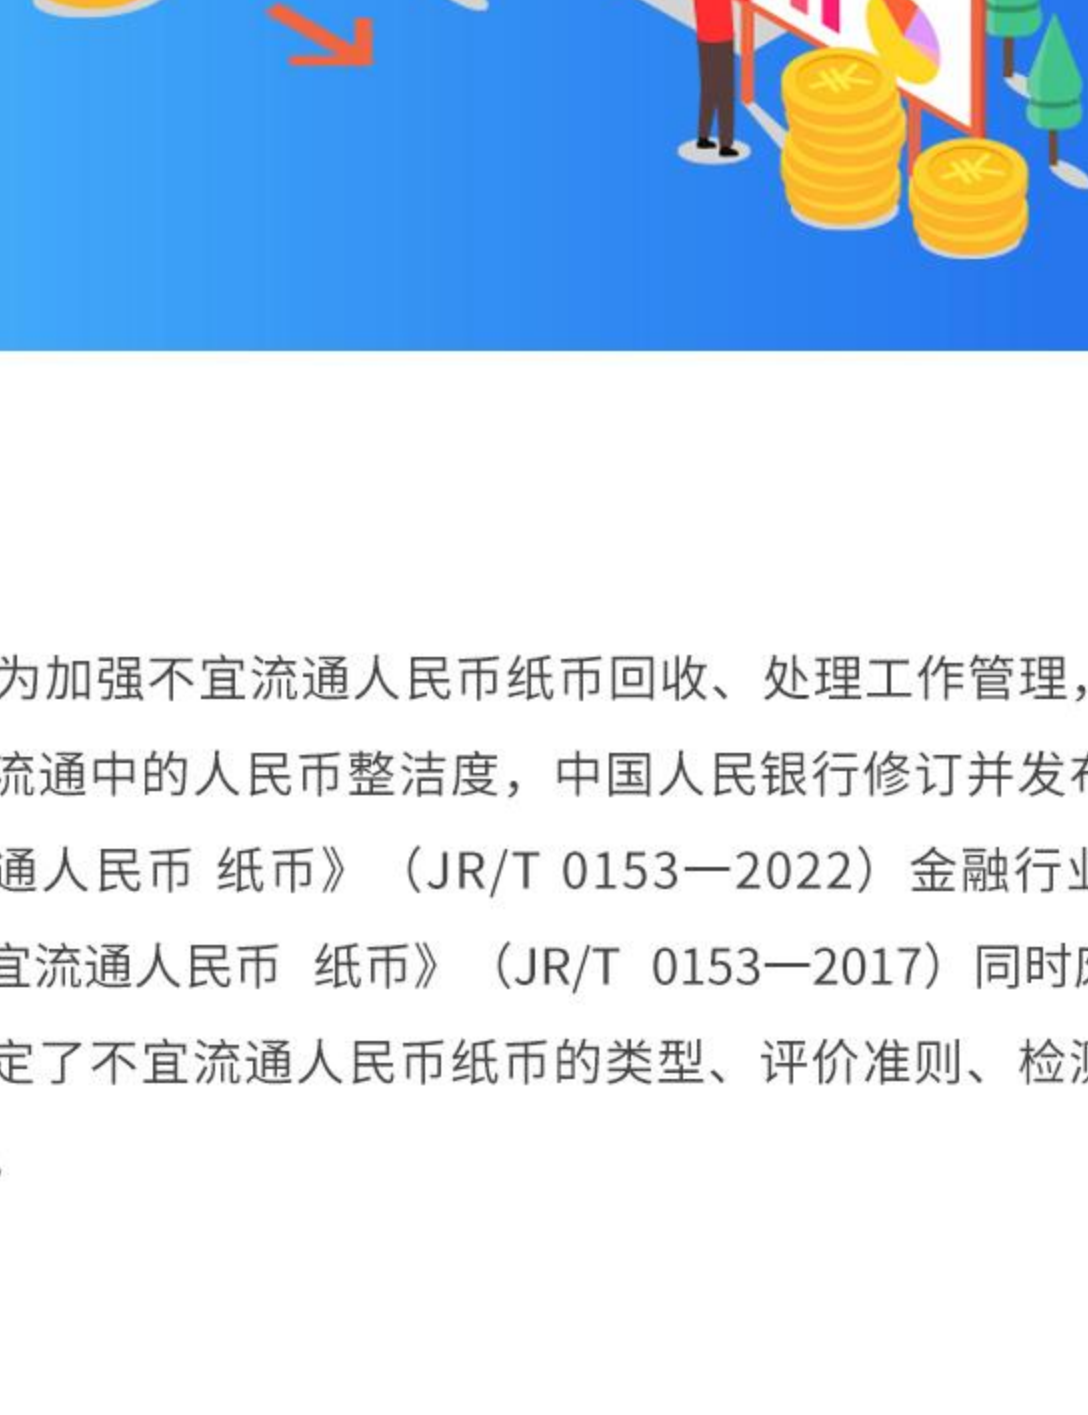 为加强不宜流通人民币纸币回收、处理工作管理，
流通中的人民币整洁度，中国人民银行修订并发布
通人民币 纸币》（JR/T 0153—2022）金融行业
宜流通人民币 纸币》（JR/T 0153—2017）同时
定了不宜流通人民币纸币的类型、评价准则、检测